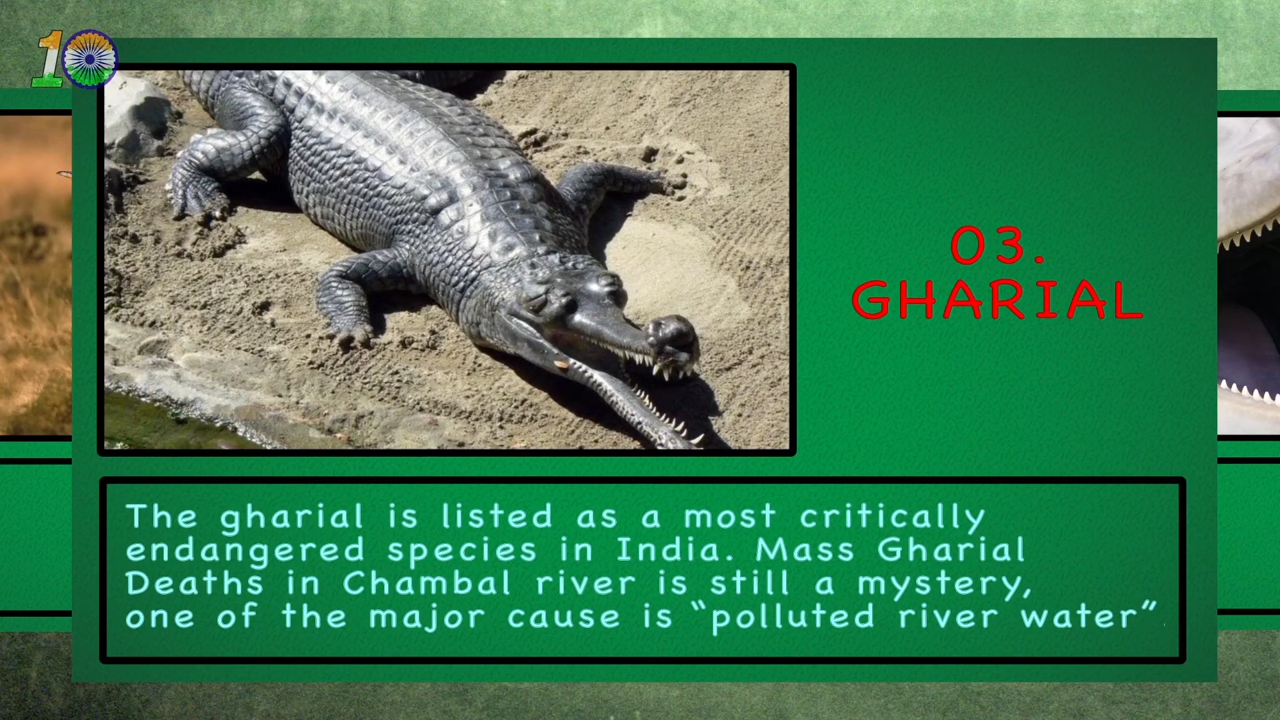 10
03.
GHARIAL
The gharial is listed as a most critically
endangered species in India. Mass Gharial
Deaths in Chambal river is still a mystery,
one of the major cause is “polluted river water”.